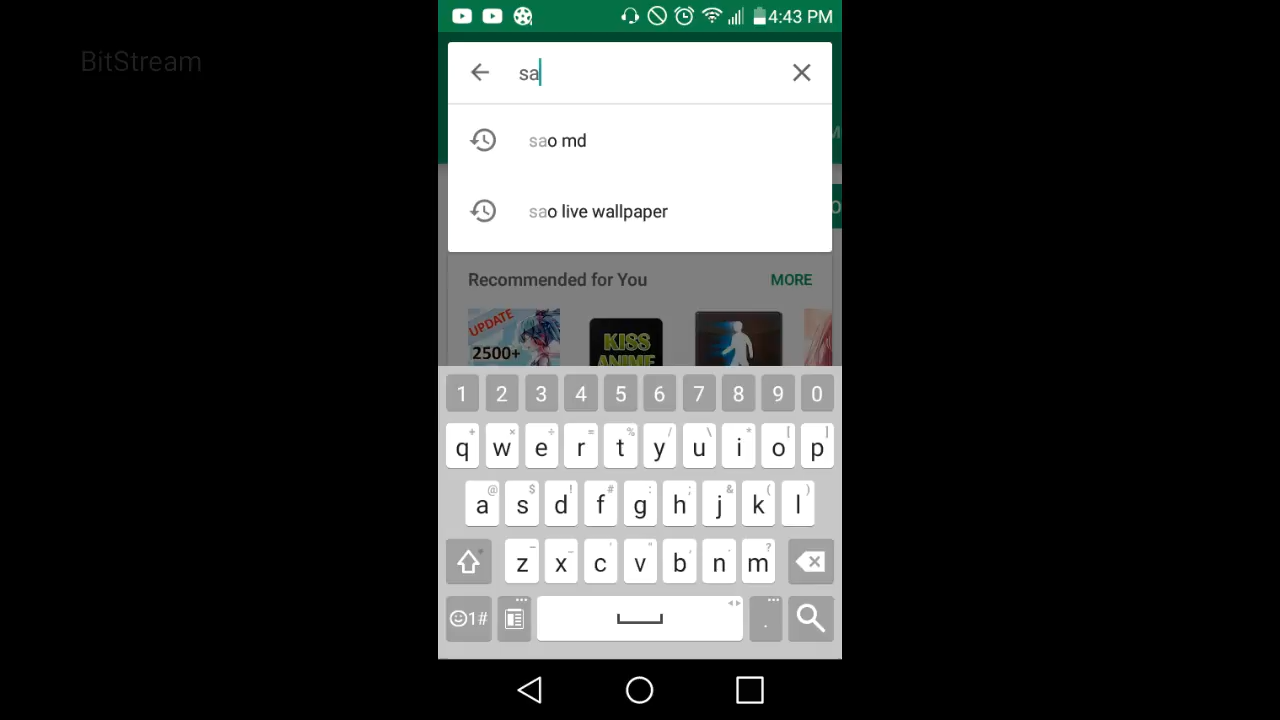 BitStream
4:43 PM
sa
sao md
sao live wallpaper
Recommended for You
MORE
UPDATE
2500+
KISS
ANIME
1 2 3 4 5 6 7 8 9 0
q w e r t y u i o p
a s d f g h j k l
z x c v b n m
1#